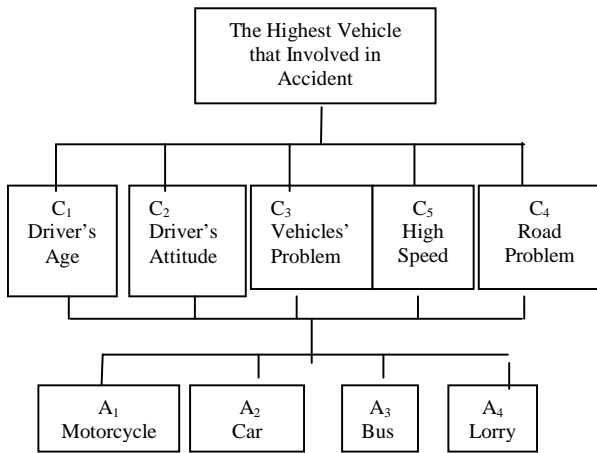 The Highest Vehicle
that Involved in
Accident
C₁
Driver's
Age
C₂
Driver's
Attitude
C₃
Vehicles'
Problem
C₅
High
Speed
C₄
Road
Problem
A₁
Motorcycle
A₂
Car
A₃
Bus
A₄
Lorry